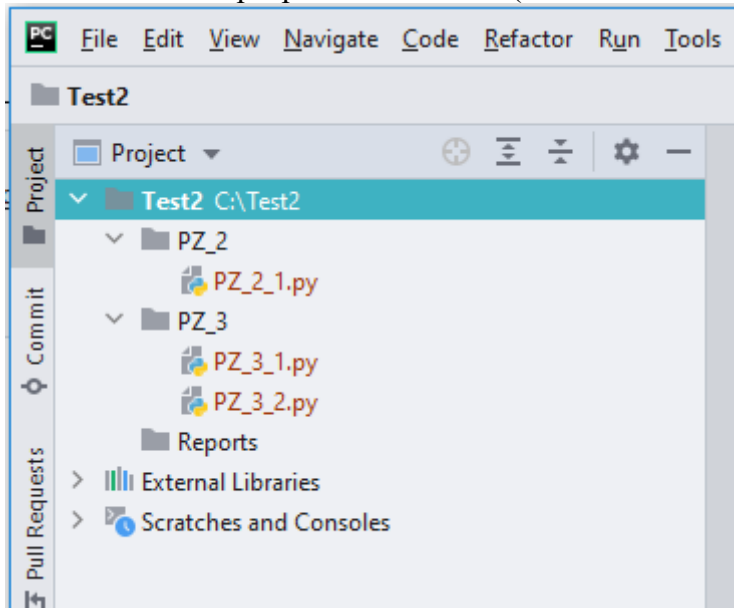 PC File Edit View Navigate Code Refactor Run Tools
Test2
Project
Project
Test2 C:\Test2
PZ_2
PZ_2_1.py
PZ_3
PZ_3_1.py
PZ_3_2.py
Reports
External Libraries
Scratches and Consoles
Commit
Pull Requests